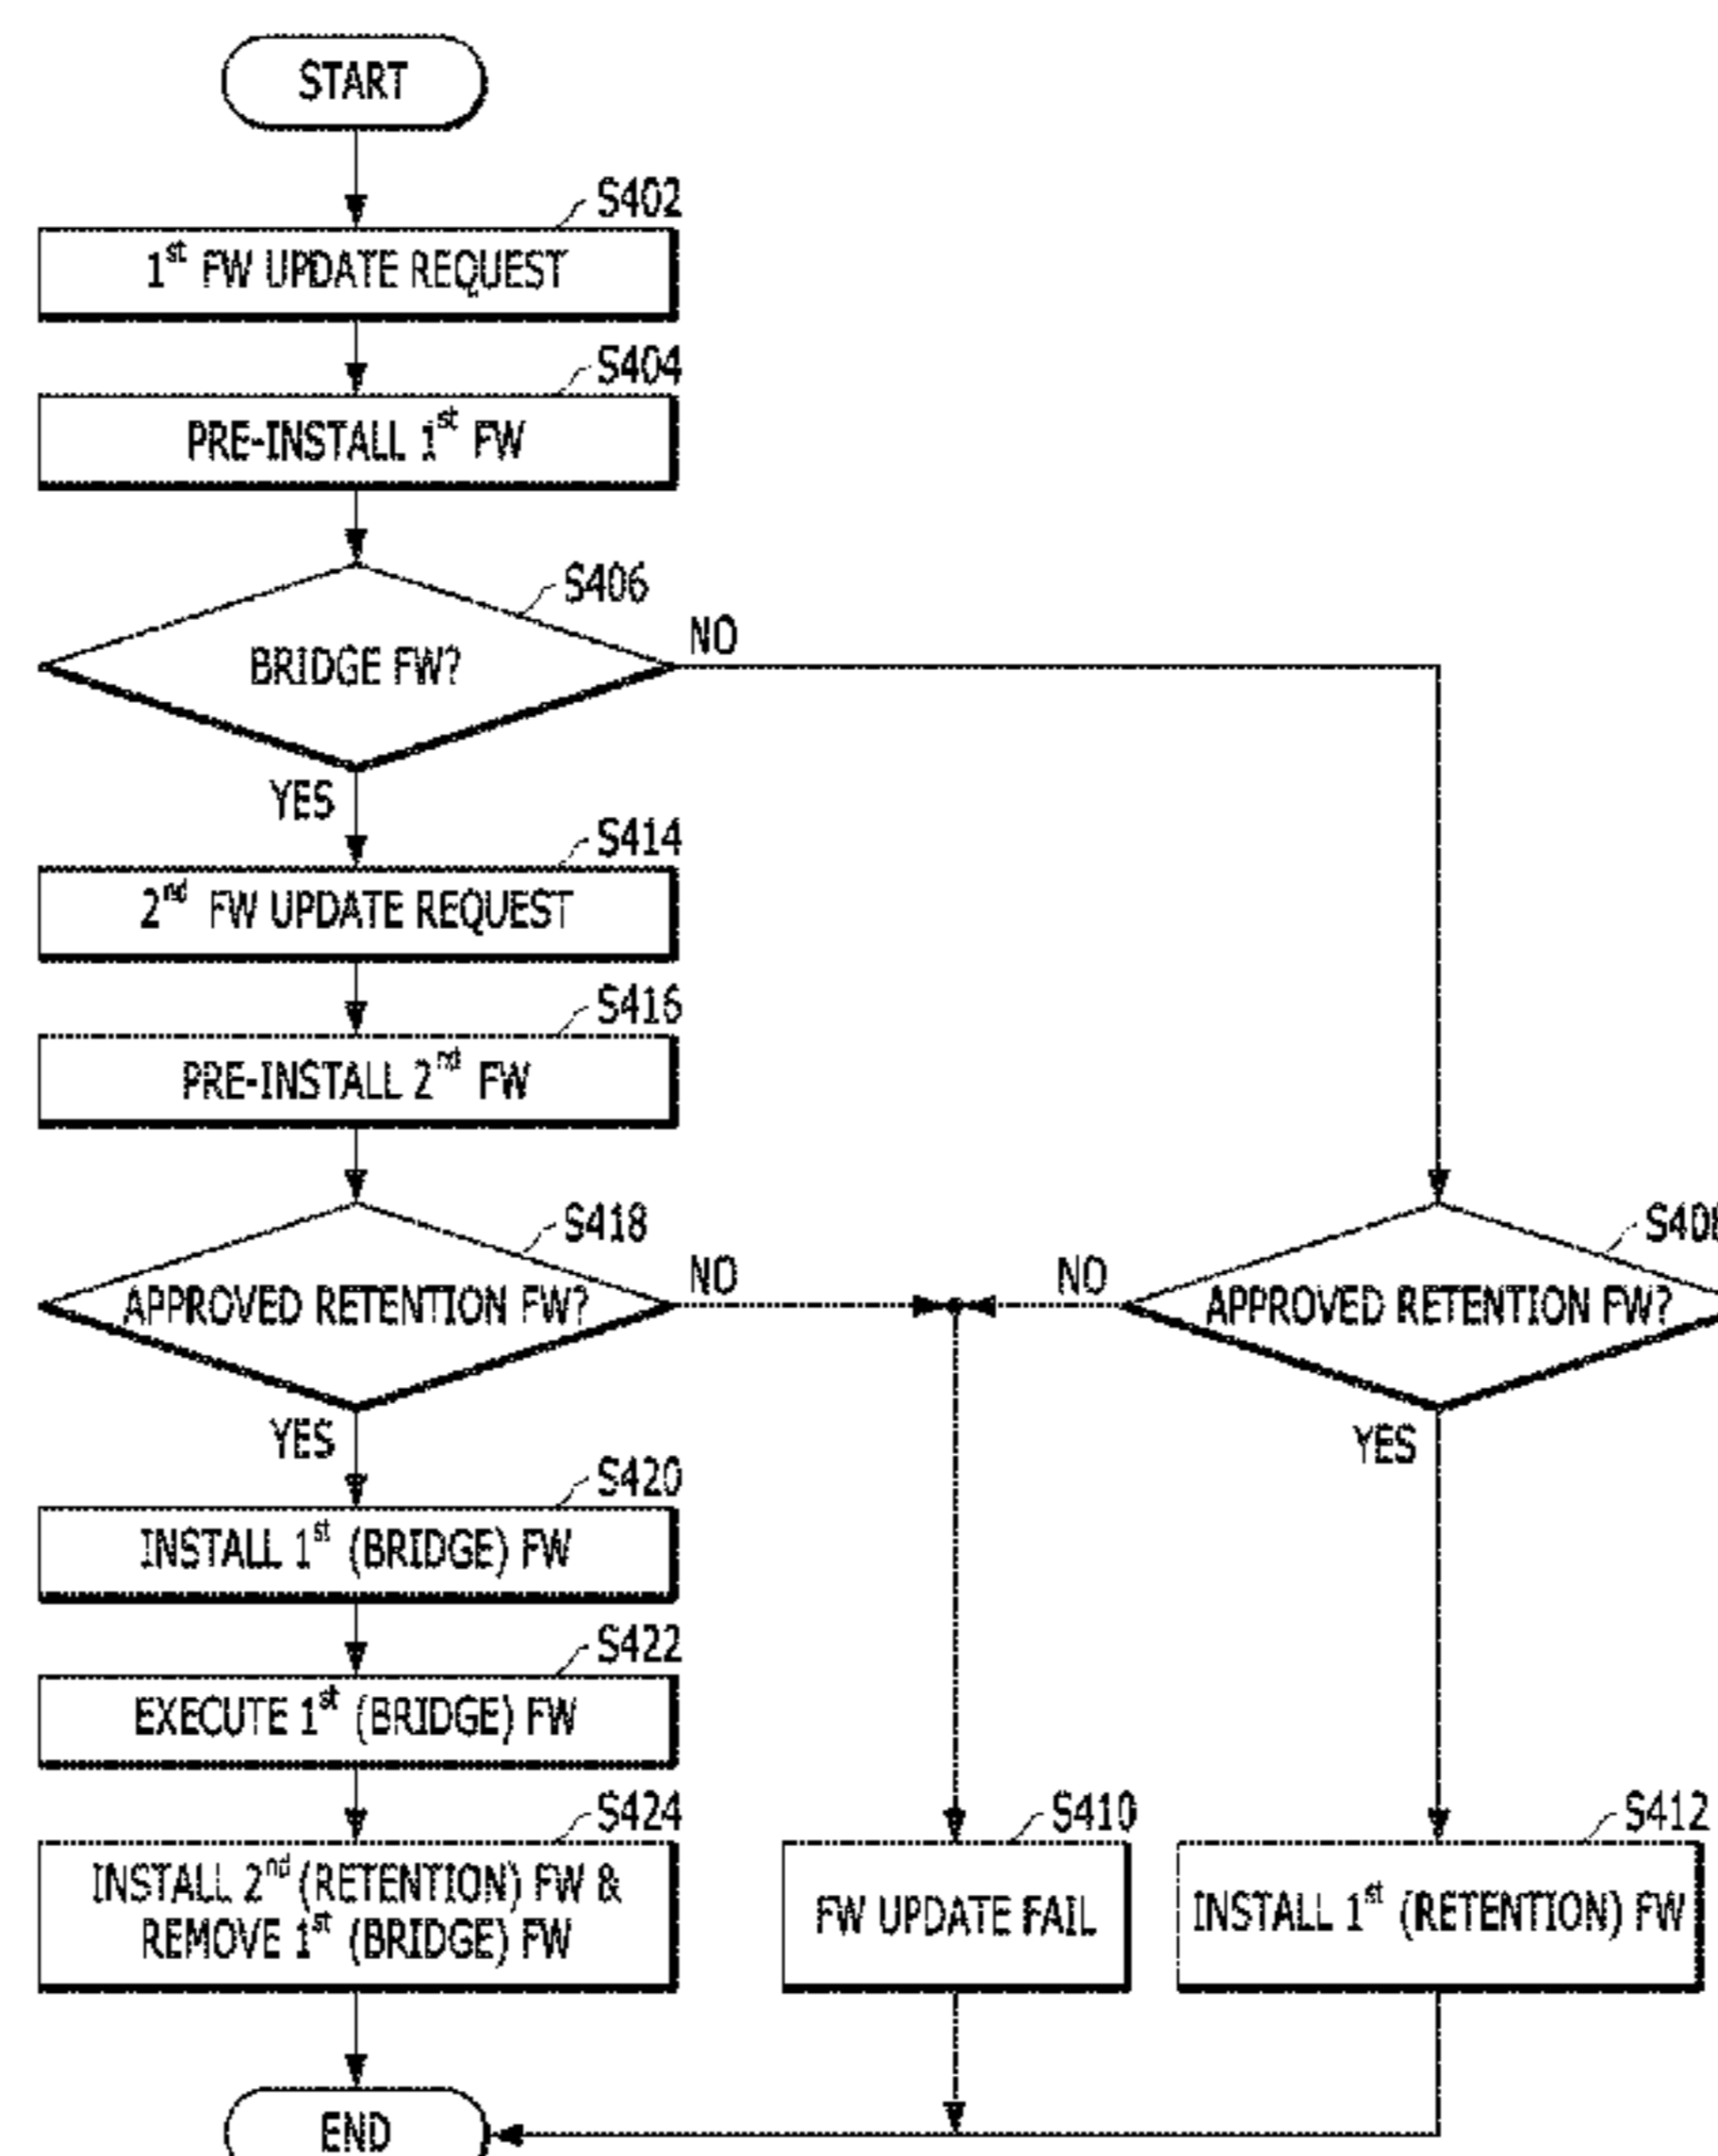 START
S402
1st FW UPDATE REQUEST
S404
PRE-INSTALL 1st FW
S406
BRIDGE FW?
NO
YES
S414
2nd FW UPDATE REQUEST
S416
PRE-INSTALL 2nd FW
S418
APPROVED RETENTION FW?
NO
YES
NO
APPROVED RETENTION FW?
YES
S420
INSTALL 1st (BRIDGE) FW
S422
EXECUTE 1st (BRIDGE) FW
S424
INSTALL 2nd (RETENTION) FW &
REMOVE 1st (BRIDGE) FW
S410
FW UPDATE FAIL
S412
INSTALL 1st (RETENTION) FW
END